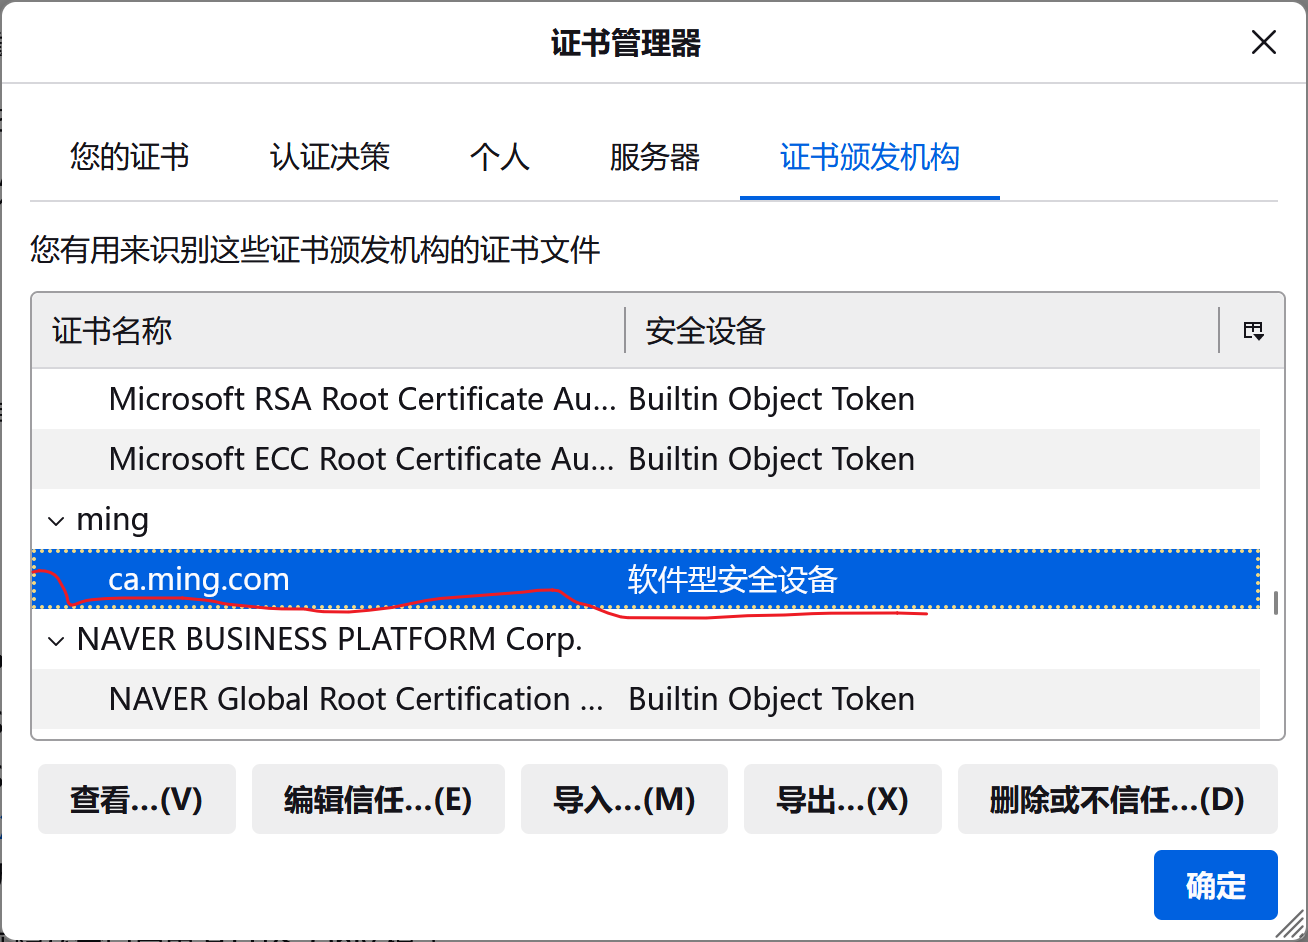 证书管理器
您的证书 认证决策 个人 服务器 证书颁发机构
您有用来识别这些证书颁发机构的证书文件
证书名称 安全设备
Microsoft RSA Root Certificate Au... Builtin Object Token
Microsoft ECC Root Certificate Au... Builtin Object Token
ming
ca.ming.com 软件型安全设备
NAVER BUSINESS PLATFORM Corp.
NAVER Global Root Certification ... Builtin Object Token
查看...(V) 编辑信任...(E) 导入...(M) 导出...(X) 删除或不信任...(D)
确定